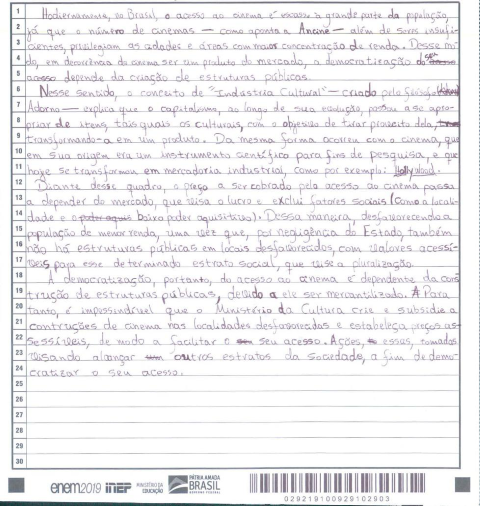 1 Hodiernamente, no Brasil, o acesso ao cinema é escasso à grande parte da população,
2 já que o número de cinemas — como aponta a Ancine — além de serem insufi-
3 cientes, privilegiam as cidades e áreas com maior concentração de renda. Desse mo-
4 do, em decorrência do cinema ser um produto do mercado, a democratização do seu
5 acesso depende da criação de estruturas públicas.
6 Nesse sentido, o conceito de "Indústria Cultural" — criado pelo filósofo
7 Adorno — explica que o capitalismo, ao longo de sua evolução, passou a se apro-
8 priar de itens, tais quais os culturais, com o objetivo de tirar proveito dela,
9 transformando-a em um produto. Da mesma forma ocorreu com o cinema, que
10 em sua origem era um instrumento científico para fins de pesquisa, e que
11 hoje se transformou em mercadoria industrial, como por exemplo: Hollywood.
12 Diante desse quadro, o preço a ser cobrado pelo acesso ao cinema passa
13 a depender do mercado, que visa o lucro e exclui fatores sociais (como a locali-
14 dade e o baixo poder aquisitivo). Dessa maneira, desfavorecendo a
15 população de menor renda, uma vez que, por negligência do Estado, também
16 não há estruturas públicas em locais desfavorecidos, com valores acessí-
17 veis para esse determinado estrato social, que vise a pluralização.
18 A democratização, portanto, do acesso ao cinema é dependente da cons
19 trução de estruturas públicas, devido a ele ser mercantilizado. Para
20 tanto, é impossindível que o Ministério da Cultura crie e subsidie a
21 contruções de cinema nas localidades desfavorecidos e estabeleça preços as-
22 sessíveis, de modo a facilitar o seu acesso. Ações, essas, tomadas
23 visando alcançar outros estratos da sociedade, a fim de demo-
24 cratizar o seu acesso.
25
26
27
28
29
30
enem2019 inep MINISTÉRIO DA EDUCAÇÃO PÁTRIA AMADA BRASIL GOVERNO FEDERAL
0292191009291029 03